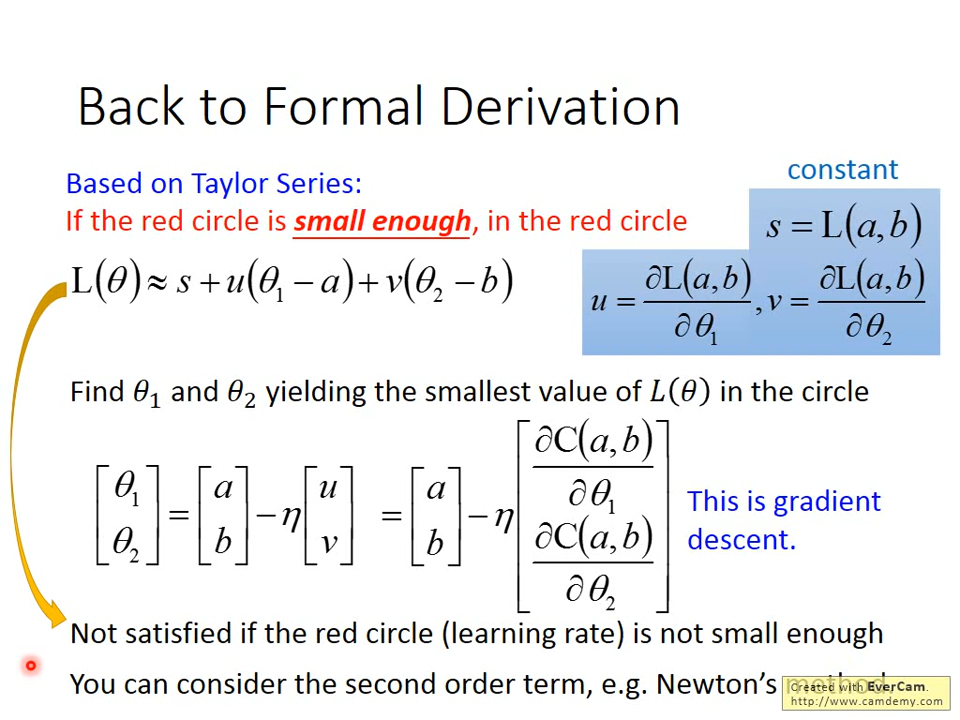 Back to Formal Derivation
constant
Based on Taylor Series:
If the red circle is small enough, in the red circle
s = L(a,b)
L(θ) ≈ s + u(θ₁ − a) + v(θ₂ − b)
u = ∂L(a,b)/∂θ₁ , v = ∂L(a,b)/∂θ₂
Find θ₁ and θ₂ yielding the smallest value of L(θ) in the circle
[θ₁ θ₂] = [a b] − η [u v] = [a b] − η [∂C(a,b)/∂θ₁ ∂C(a,b)/∂θ₂]
This is gradient
descent.
Not satisfied if the red circle (learning rate) is not small enough
You can consider the second order term, e.g. Newton's method.
Created with EverCam.
http://www.camdemy.com